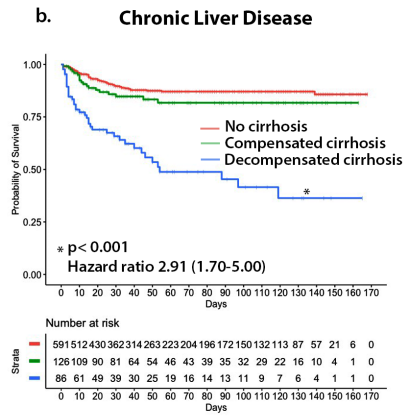 b.
Chronic Liver Disease
1.00
0.75
0.50
0.25
0.00
Probability of Survival
No cirrhosis
Compensated cirrhosis
Decompensated cirrhosis
*
* p< 0.001
Hazard ratio 2.91 (1.70-5.00)
0 10 20 30 40 50 60 70 80 90 100 110 120 130 140 150 160 170
Days
Number at risk
Strata
591 512 430 362 314 263 223 204 196 172 150 132 113 87 57 21 6 0
126 109 90 81 64 54 46 43 39 35 32 29 22 16 10 4 1 0
86 61 49 39 30 25 19 16 14 13 11 9 7 6 4 1 1 0
0 10 20 30 40 50 60 70 80 90 100 110 120 130 140 150 160 170
Days